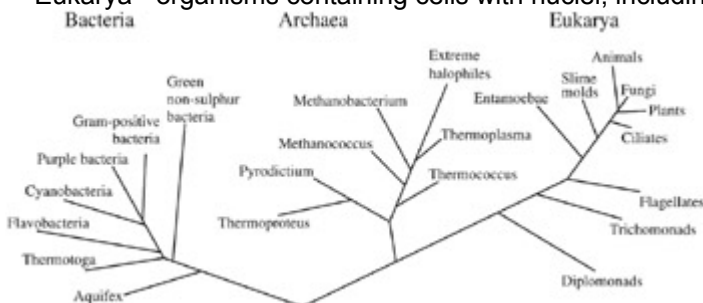 Eukarya - organisms containing cells with nuclei, includin
Bacteria
Archaea
Eukarya
Green
non-sulphur
bacteria
Gram-positive
bacteria
Purple bacteria
Cyanobacteria
Flavobacteria
Thermotoga
Aquifex
Extreme
halophiles
Methanobacterium
Methanococcus
Thermoplasma
Pyrodictium
Thermococcus
Thermoproteus
Animals
Slime
molds
Fungi
Entamoebae
Plants
Ciliates
Flagellates
Trichomonads
Diplomonads